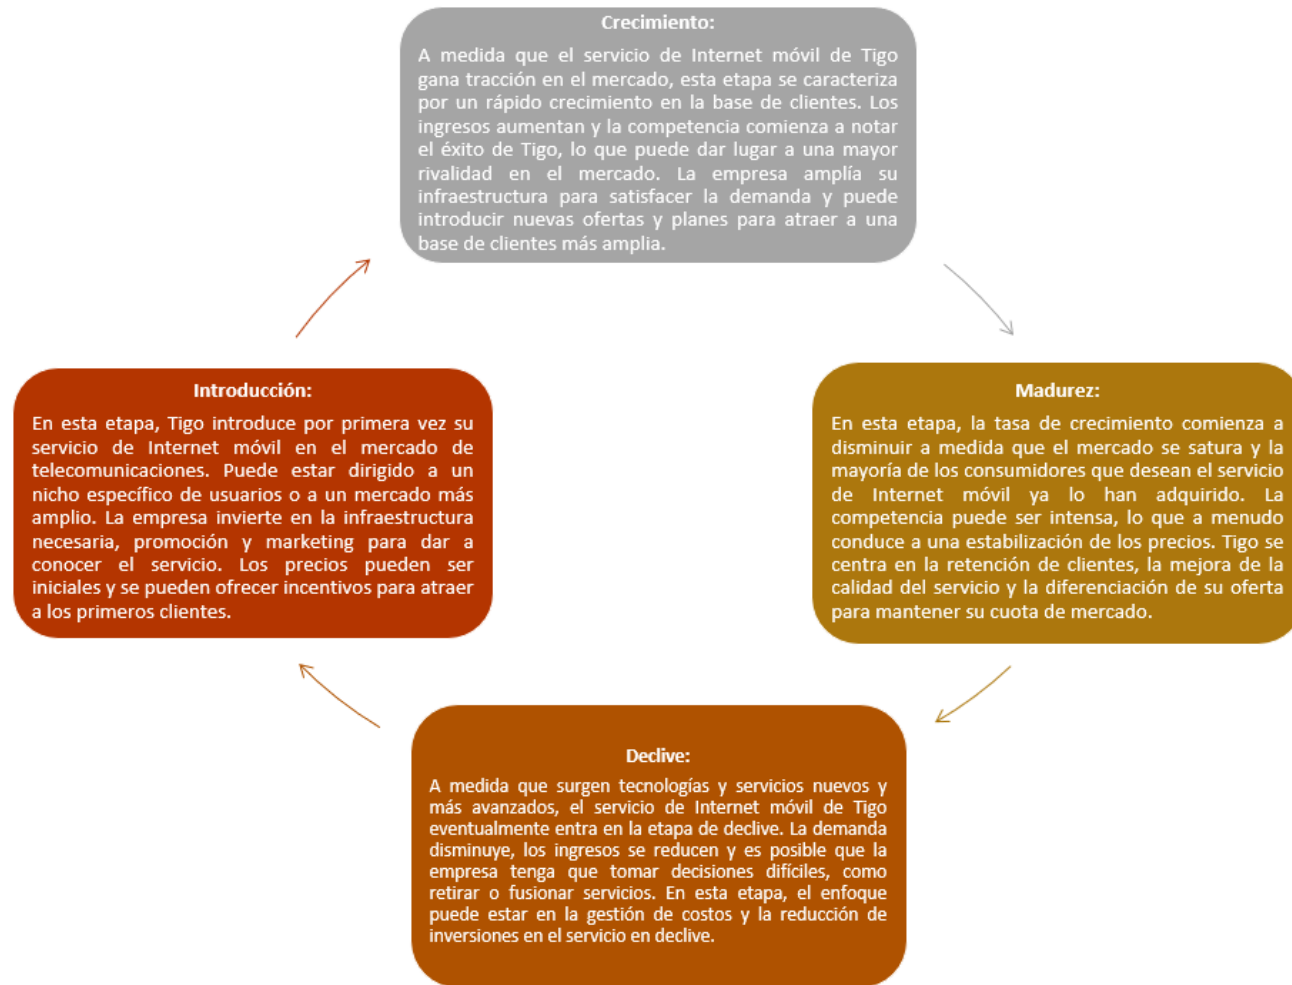 Crecimiento:
A medida que el servicio de Internet móvil de Tigo
gana tracción en el mercado, esta etapa se caracteriza
por un rápido crecimiento en la base de clientes. Los
ingresos aumentan y la competencia comienza a notar
el éxito de Tigo, lo que puede dar lugar a una mayor
rivalidad en el mercado. La empresa amplía su
infraestructura para satisfacer la demanda y puede
introducir nuevas ofertas y planes para atraer a una
base de clientes más amplia.
Introducción:
En esta etapa, Tigo introduce por primera vez su
servicio de Internet móvil en el mercado de
telecomunicaciones. Puede estar dirigido a un
nicho específico de usuarios o a un mercado más
amplio. La empresa invierte en la infraestructura
necesaria, promoción y marketing para dar a
conocer el servicio. Los precios pueden ser
iniciales y se pueden ofrecer incentivos para atraer
a los primeros clientes.
Madurez:
En esta etapa, la tasa de crecimiento comienza a
disminuir a medida que el mercado se satura y la
mayoría de los consumidores que desean el servicio
de Internet móvil ya lo han adquirido. La
competencia puede ser intensa, lo que a menudo
conduce a una estabilización de los precios. Tigo se
centra en la retención de clientes, la mejora de la
calidad del servicio y la diferenciación de su oferta
para mantener su cuota de mercado.
Declive:
A medida que surgen tecnologías y servicios nuevos y
más avanzados, el servicio de Internet móvil de Tigo
eventualmente entra en la etapa de declive. La demanda
disminuye, los ingresos se reducen y es posible que la
empresa tenga que tomar decisiones difíciles, como
retirar o fusionar servicios. En esta etapa, el enfoque
puede estar en la gestión de costos y la reducción de
inversiones en el servicio en declive.